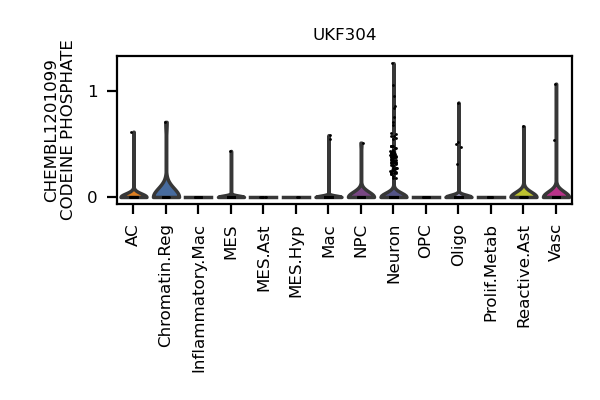 UKF304
CHEMBL1201099
CODEINE PHOSPHATE
1
0
AC
Chromatin.Reg
Inflammatory.Mac
MES
MES.Ast
MES.Hyp
Mac
NPC
Neuron
OPC
Oligo
Prolif.Metab
Reactive.Ast
Vasc